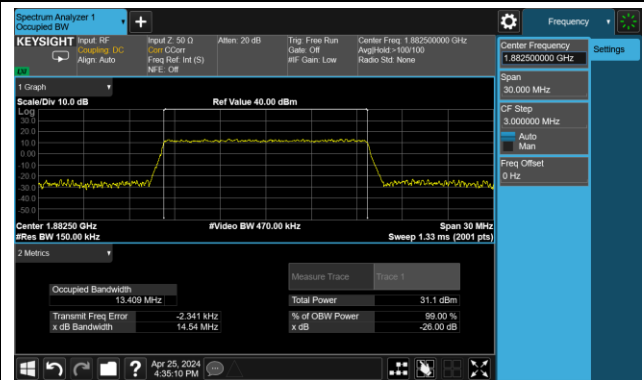 Spectrum Analyzer 1
Occupied BW
Frequency
KEYSIGHT
Input: RF
Coupling: DC
Align: Auto
Input Z: 50 Ω
Corr CCorr
Freq Ref: Int (S)
NFE: Off
Atten: 20 dB
Trig: Free Run
Gate: Off
#IF Gain: Low
Center Freq: 1.882500000 GHz
Avg|Hold:>100/100
Radio Std: None
Center Frequency
1.882500000 GHz
Settings
Span
30.000 MHz
CF Step
3.000000 MHz
Auto
Man
Freq Offset
0 Hz
1 Graph
Scale/Div 10.0 dB
Ref Value 40.00 dBm
Log
30.0
20.0
10.0
0.00
-10.0
-20.0
-30.0
-40.0
-50.0
Center 1.88250 GHz
#Video BW 470.00 kHz
Span 30 MHz
#Res BW 150.00 kHz
Sweep 1.33 ms (2001 pts)
2 Metrics
Measure Trace
Trace 1
Occupied Bandwidth
13.409 MHz
Total Power
31.1 dBm
Transmit Freq Error
-2.341 kHz
% of OBW Power
99.00 %
x dB Bandwidth
14.54 MHz
x dB
-26.00 dB
?
Apr 25, 2024
4:35:10 PM